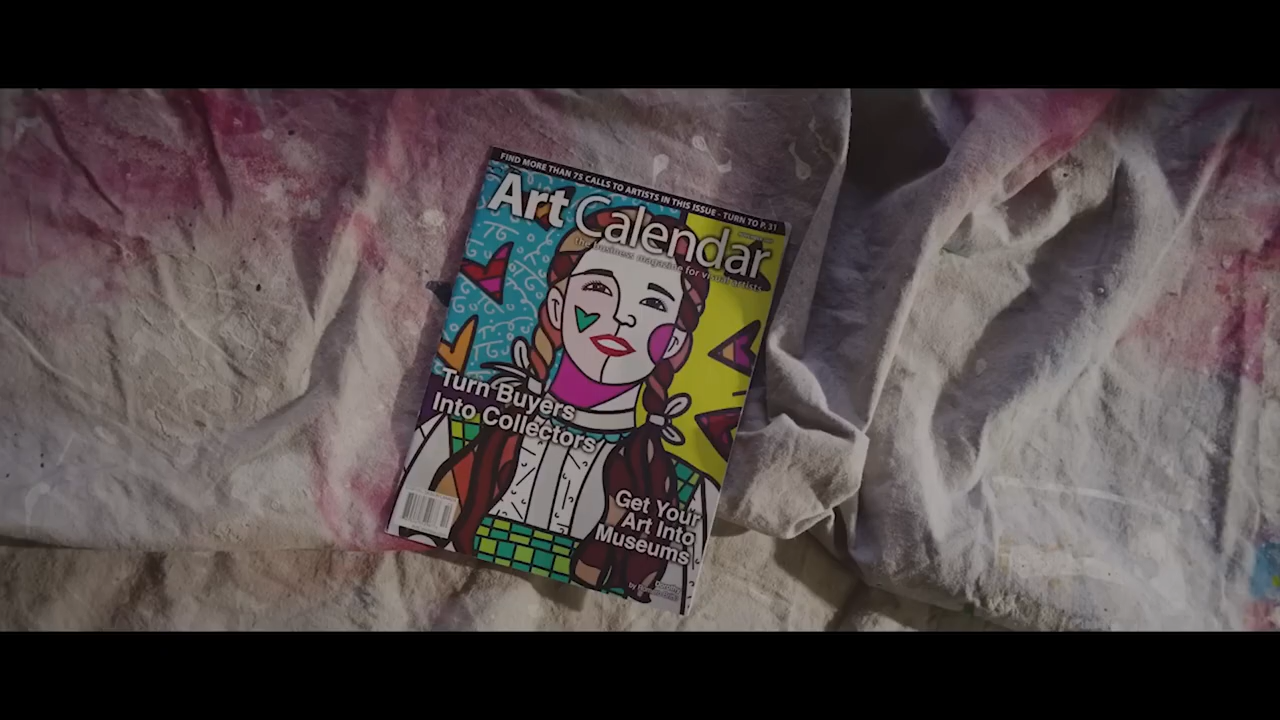 FIND MORE THAN 75 CALLS TO ARTISTS IN THIS ISSUE - TURN TO P. 31
Art Calendar
the business magazine for visual artists
Turn Buyers
Into Collectors
Get Your
Art Into
Museums
by